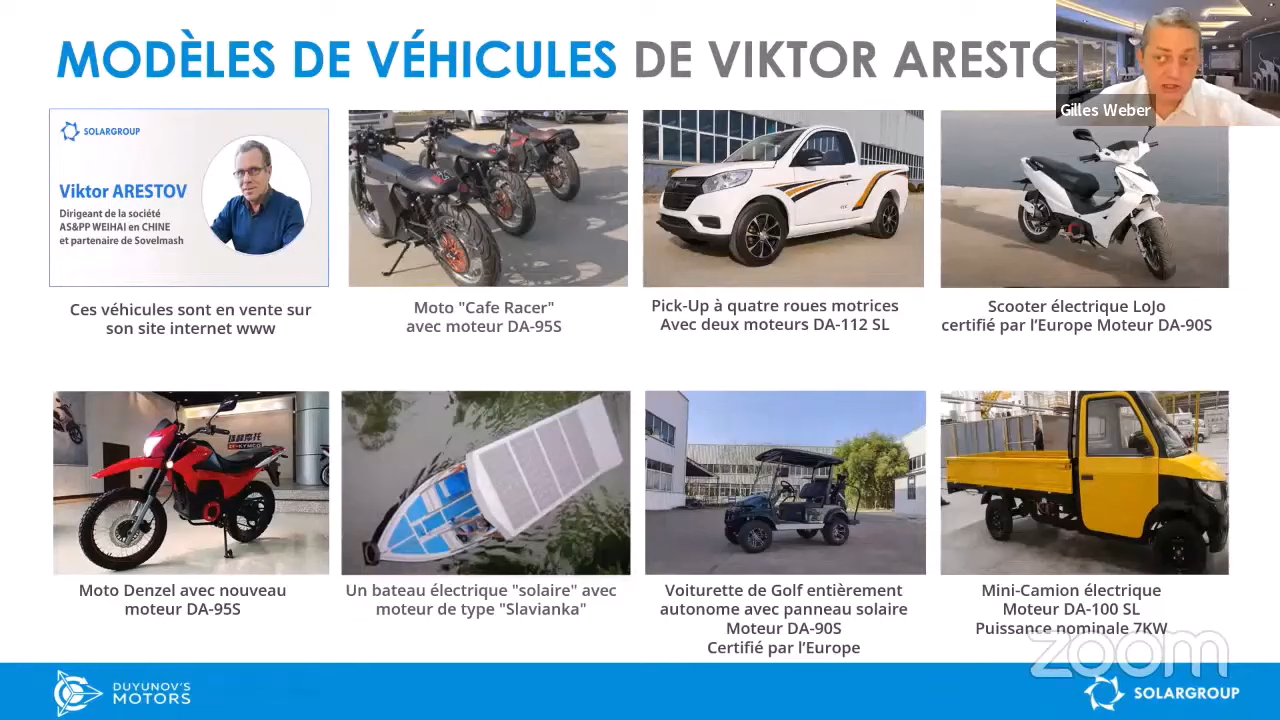 MODÈLES DE VÉHICULES DE VIKTOR ARESTO
Gilles Weber
SOLARGROUP
Viktor ARESTOV
Dirigeant de la société
AS&PP WEIHAI en CHINE
et partenaire de Sovelmash
Ces véhicules sont en vente sur
son site internet www
Moto "Cafe Racer"
avec moteur DA-95S
Pick-Up à quatre roues motrices
Avec deux moteurs DA-112 SL
Scooter électrique LoJo
certifié par l’Europe Moteur DA-90S
Moto Denzel avec nouveau
moteur DA-95S
Un bateau électrique "solaire" avec
moteur de type "Slavianka"
Voiturette de Golf entièrement
autonome avec panneau solaire
Moteur DA-90S
Certifié par l’Europe
Mini-Camion électrique
Moteur DA-100 SL
Puissance nominale 7KW
zoom
DUYUNOV'S
MOTORS
SOLARGROUP